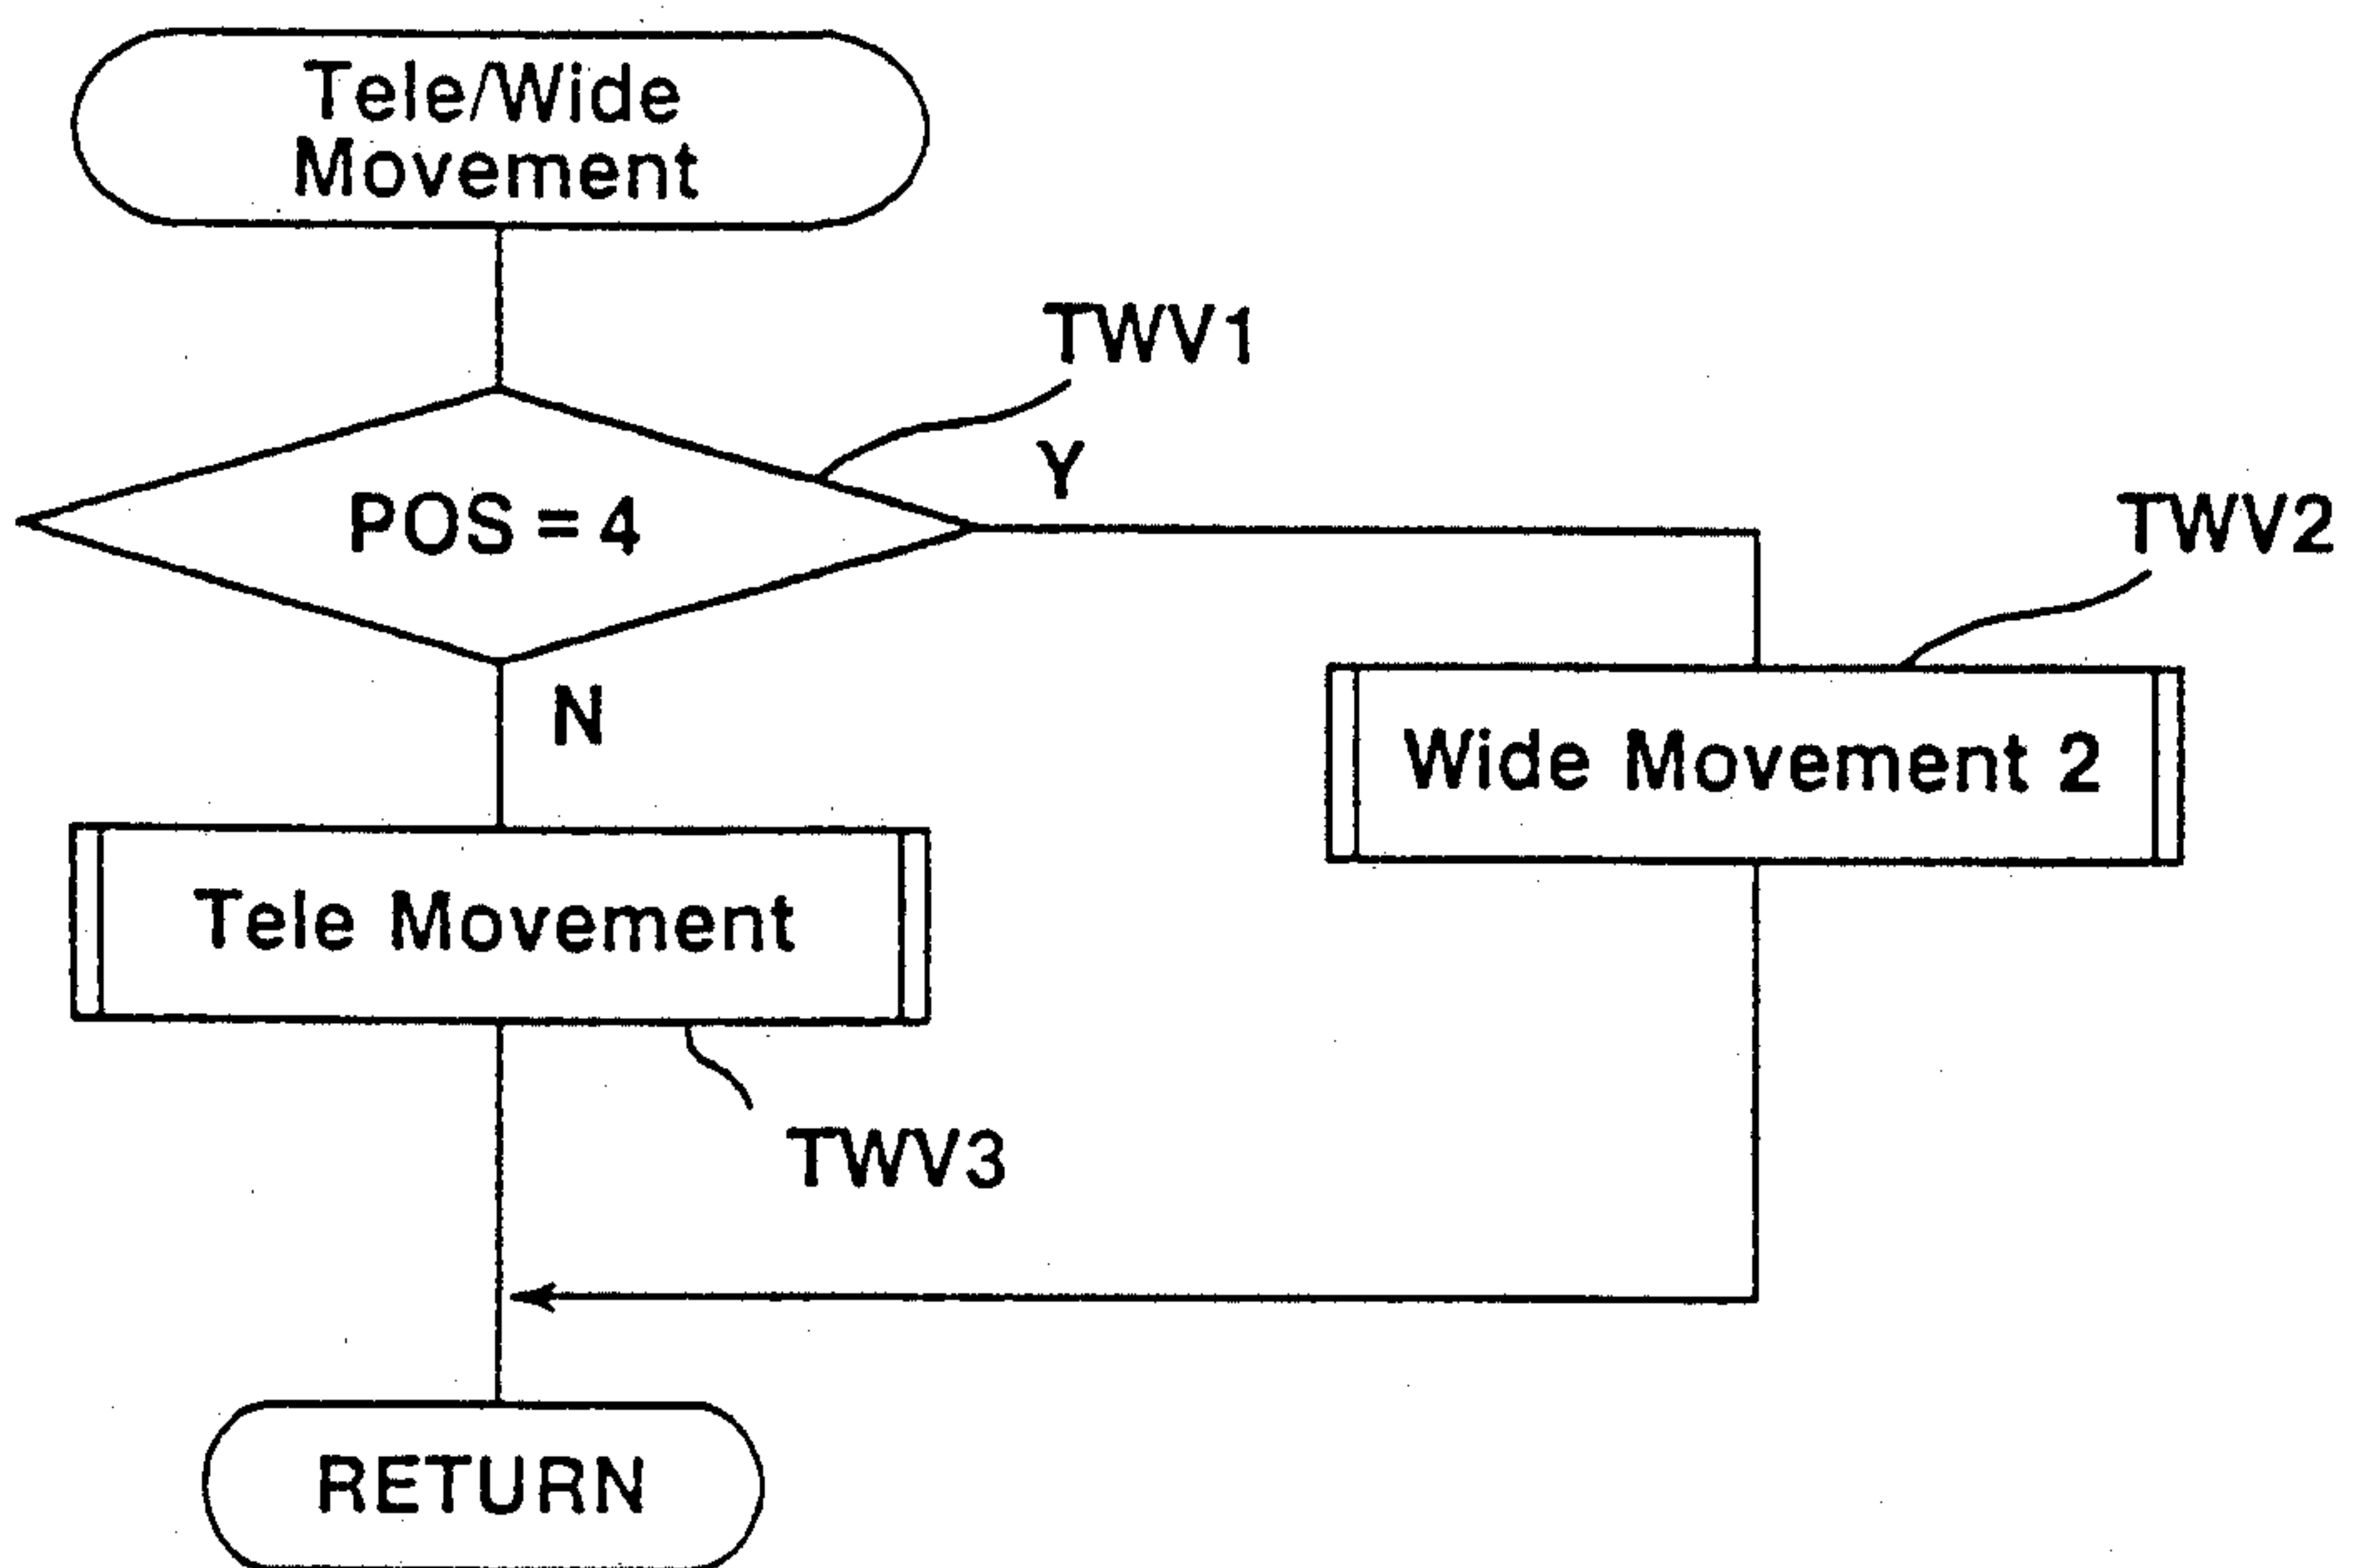 Tele/Wide
Movement
TWV1
POS = 4
Y
TWV2
N
Wide Movement 2
Tele Movement
TWV3
RETURN